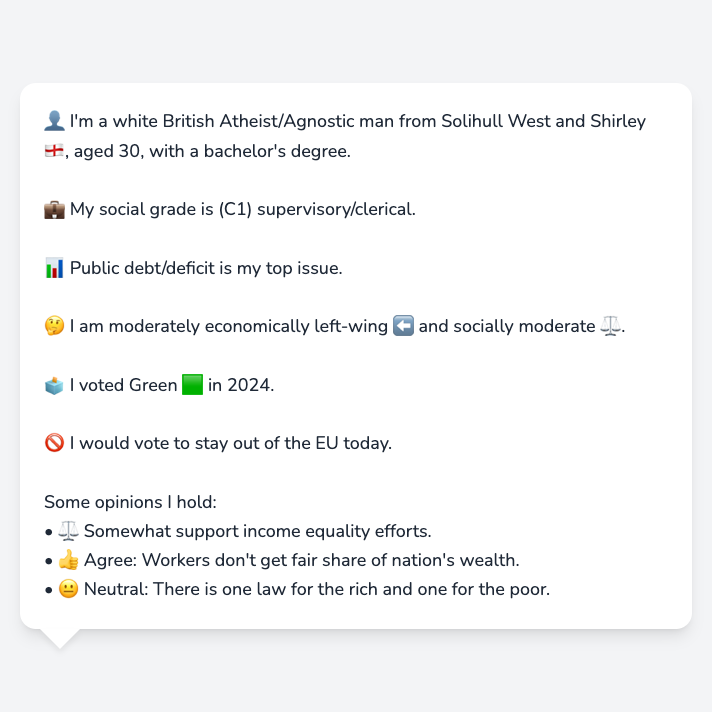 👤 I'm a white British Atheist/Agnostic man from Solihull West and Shirley
🏴󠁧󠁢󠁥󠁮󠁧󠁿, aged 30, with a bachelor's degree.
💼 My social grade is (C1) supervisory/clerical.
📊 Public debt/deficit is my top issue.
🤔 I am moderately economically left-wing ⬅️ and socially moderate ⚖️.
🗳️ I voted Green 🟩 in 2024.
🚫 I would vote to stay out of the EU today.
Some opinions I hold:
• ⚖️ Somewhat support income equality efforts.
• 👍 Agree: Workers don't get fair share of nation's wealth.
• 😐 Neutral: There is one law for the rich and one for the poor.